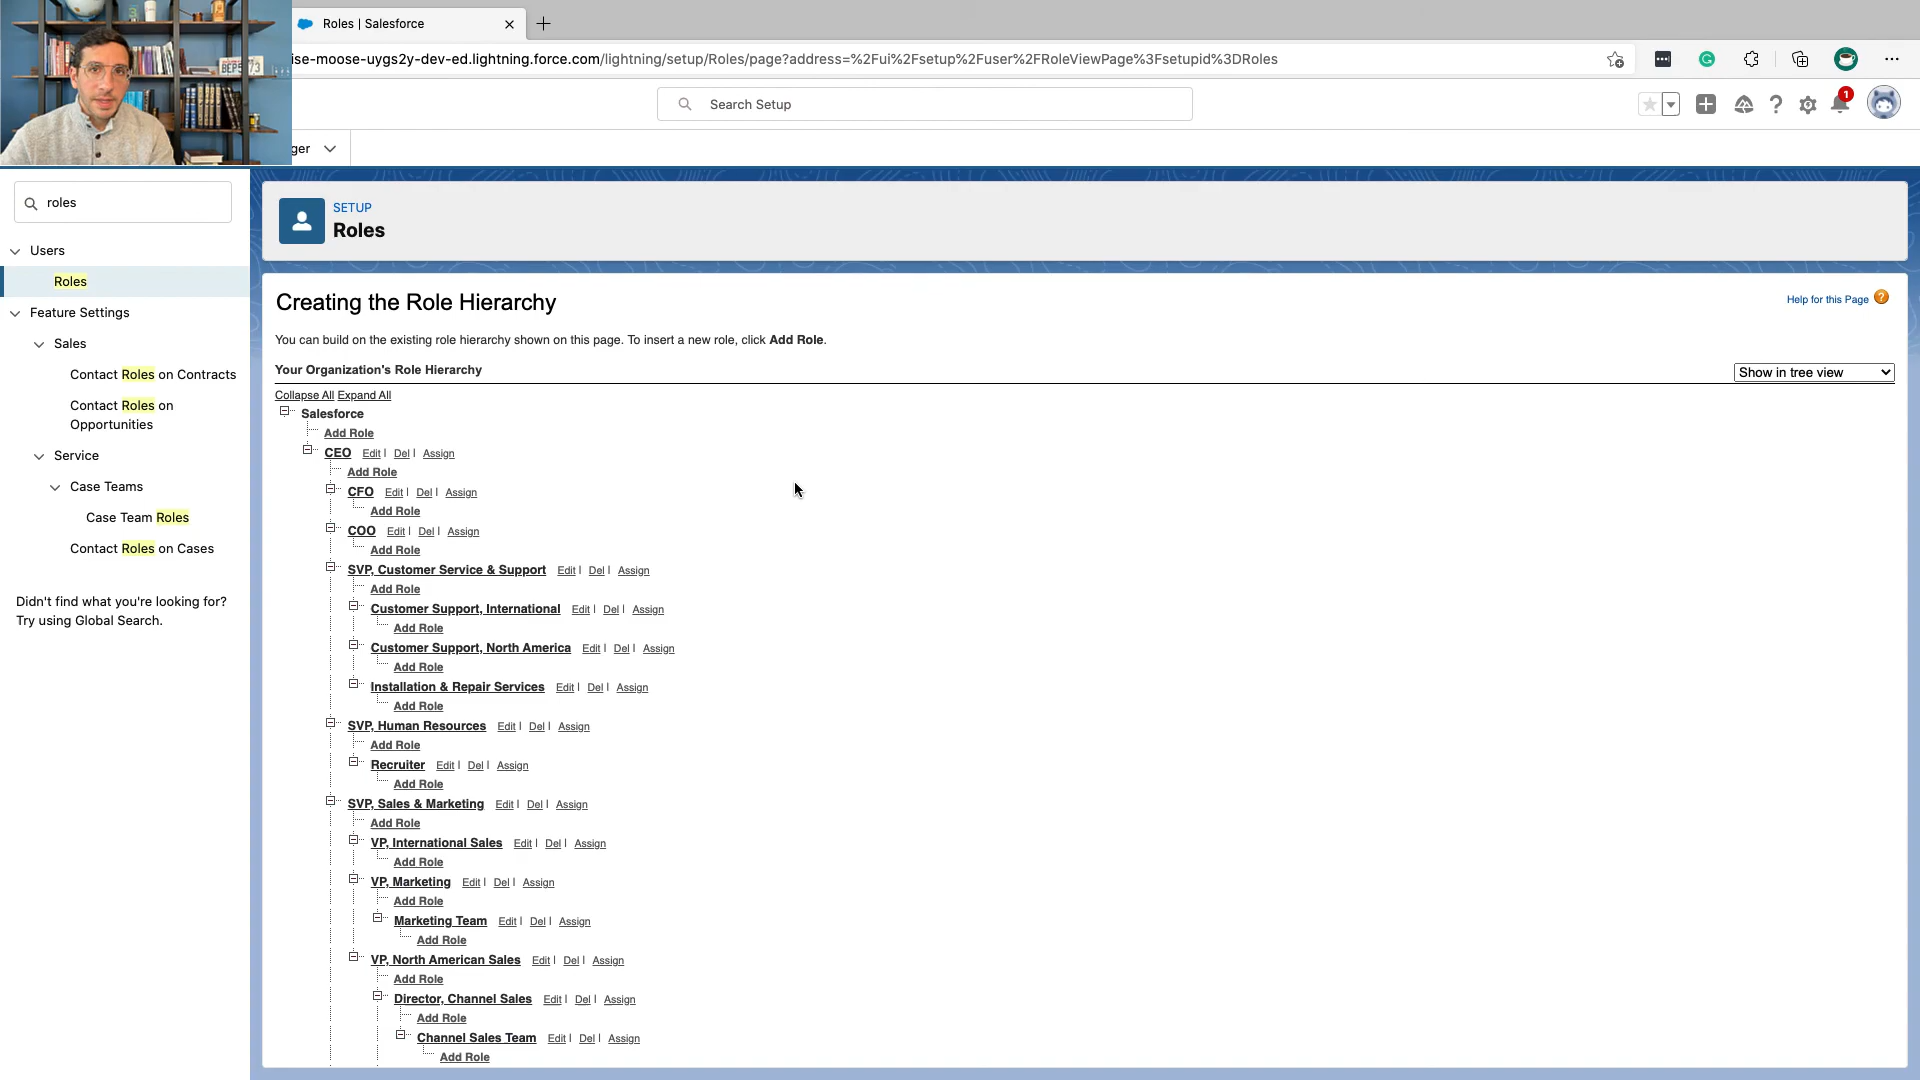 Roles | Salesforce
ise-moose-uygs2y-dev-ed.lightning.force.com/lightning/setup/Roles/page?address=%2Fui%2Fsetup%2Fuser%2FRoleViewPage%3Fsetupid%3DRoles
Search Setup
1
ger
roles
Users
Roles
Feature Settings
Sales
Contact Roles on Contracts
Contact Roles on
Opportunities
Service
Case Teams
Case Team Roles
Contact Roles on Cases
Didn't find what you're looking for?
Try using Global Search.
SETUP
Roles
Creating the Role Hierarchy
Help for this Page ?
You can build on the existing role hierarchy shown on this page. To insert a new role, click Add Role.
Your Organization's Role Hierarchy
Show in tree view
Collapse All Expand All
Salesforce
Add Role
CEO Edit | Del | Assign
Add Role
CFO Edit | Del | Assign
Add Role
COO Edit | Del | Assign
Add Role
SVP, Customer Service & Support Edit | Del | Assign
Add Role
Customer Support, International Edit | Del | Assign
Add Role
Customer Support, North America Edit | Del | Assign
Add Role
Installation & Repair Services Edit | Del | Assign
Add Role
SVP, Human Resources Edit | Del | Assign
Add Role
Recruiter Edit | Del | Assign
Add Role
SVP, Sales & Marketing Edit | Del | Assign
Add Role
VP, International Sales Edit | Del | Assign
Add Role
VP, Marketing Edit | Del | Assign
Add Role
Marketing Team Edit | Del | Assign
Add Role
VP, North American Sales Edit | Del | Assign
Add Role
Director, Channel Sales Edit | Del | Assign
Add Role
Channel Sales Team Edit | Del | Assign
Add Role